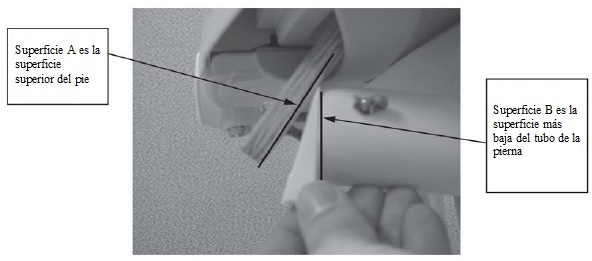 Superficie A es la
superficie
superior del pie
Superficie B es la
superficie más
baja del tubo de la
pierna